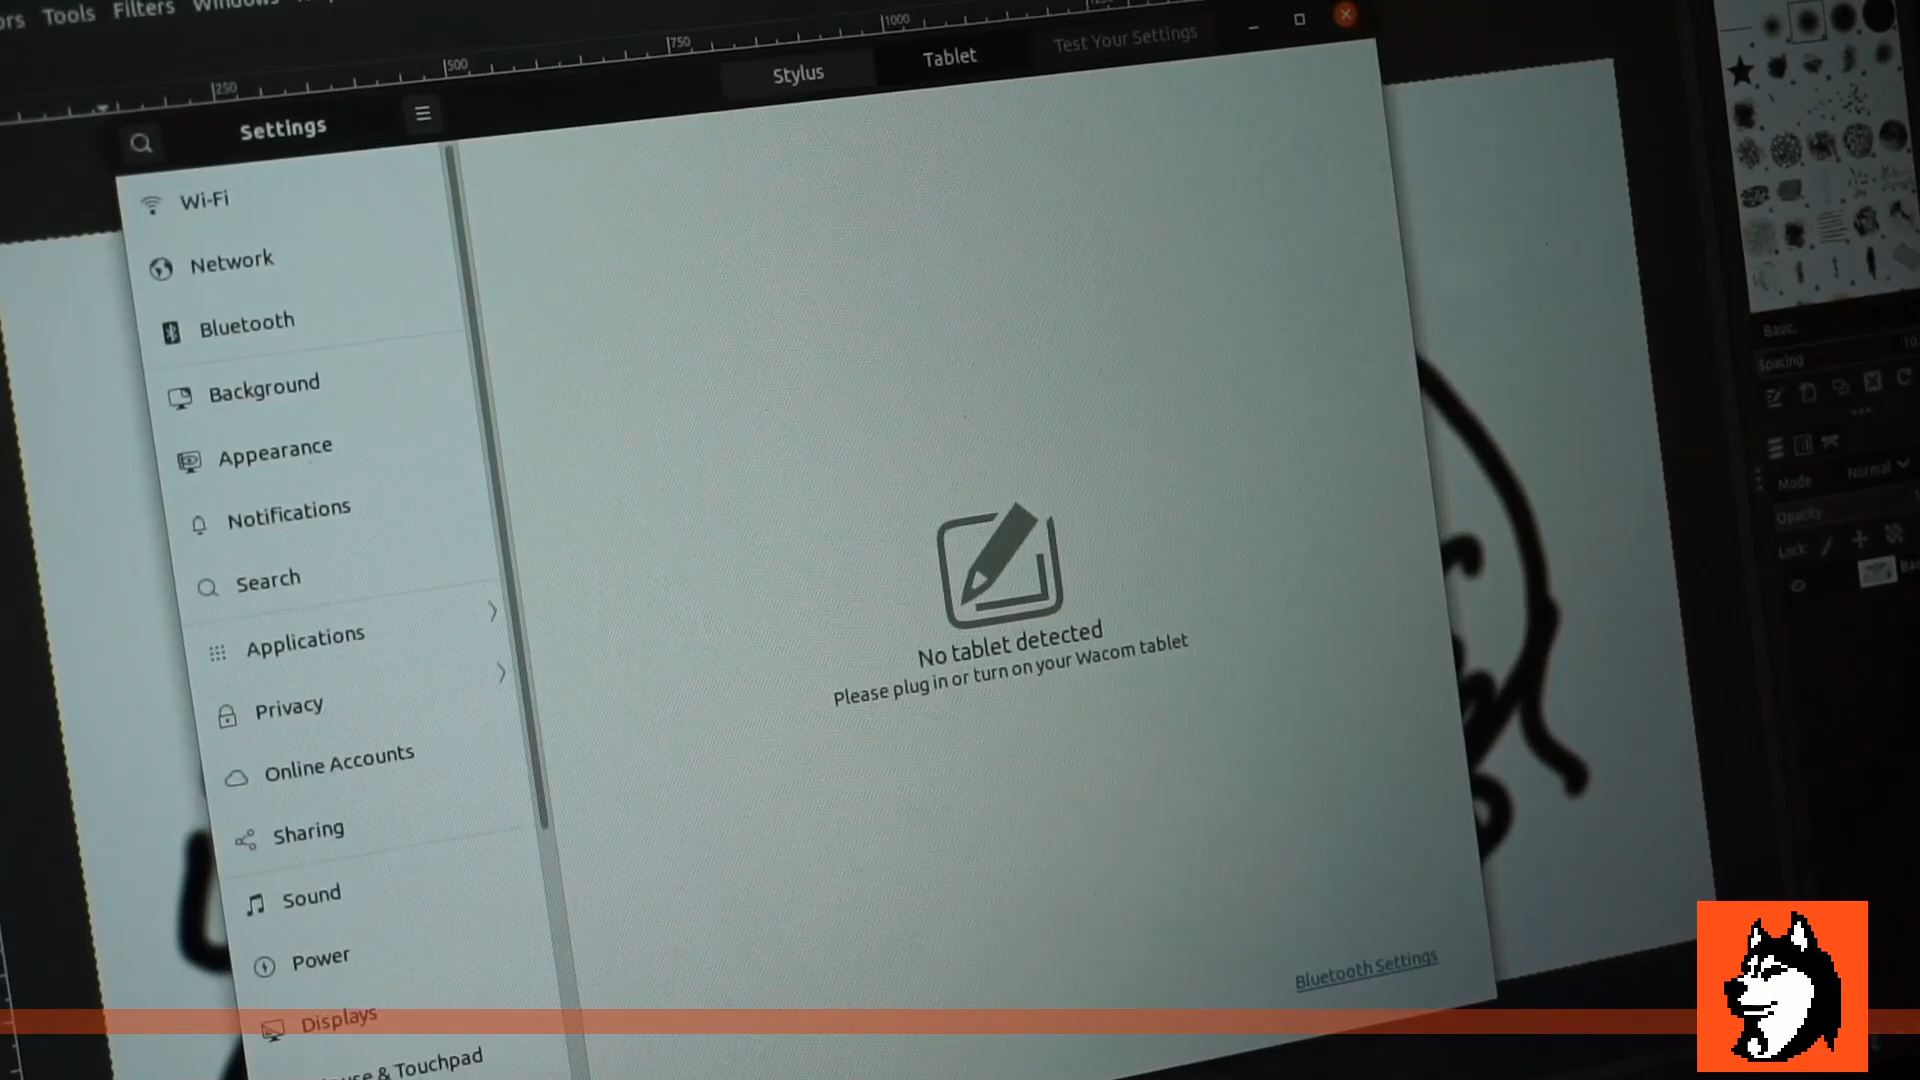 Tools Filters
250 500 750 1000
Settings
Stylus
Tablet
Test Your Settings
Wi-Fi
Network
Bluetooth
Background
Appearance
Notifications
Search
Applications
Privacy
Online Accounts
Sharing
Sound
Power
Displays
& Touchpad
No tablet detected
Please plug in or turn on your Wacom tablet
Bluetooth Settings
Basic,
Spacing
Mode Normal
Opacity
Lock: